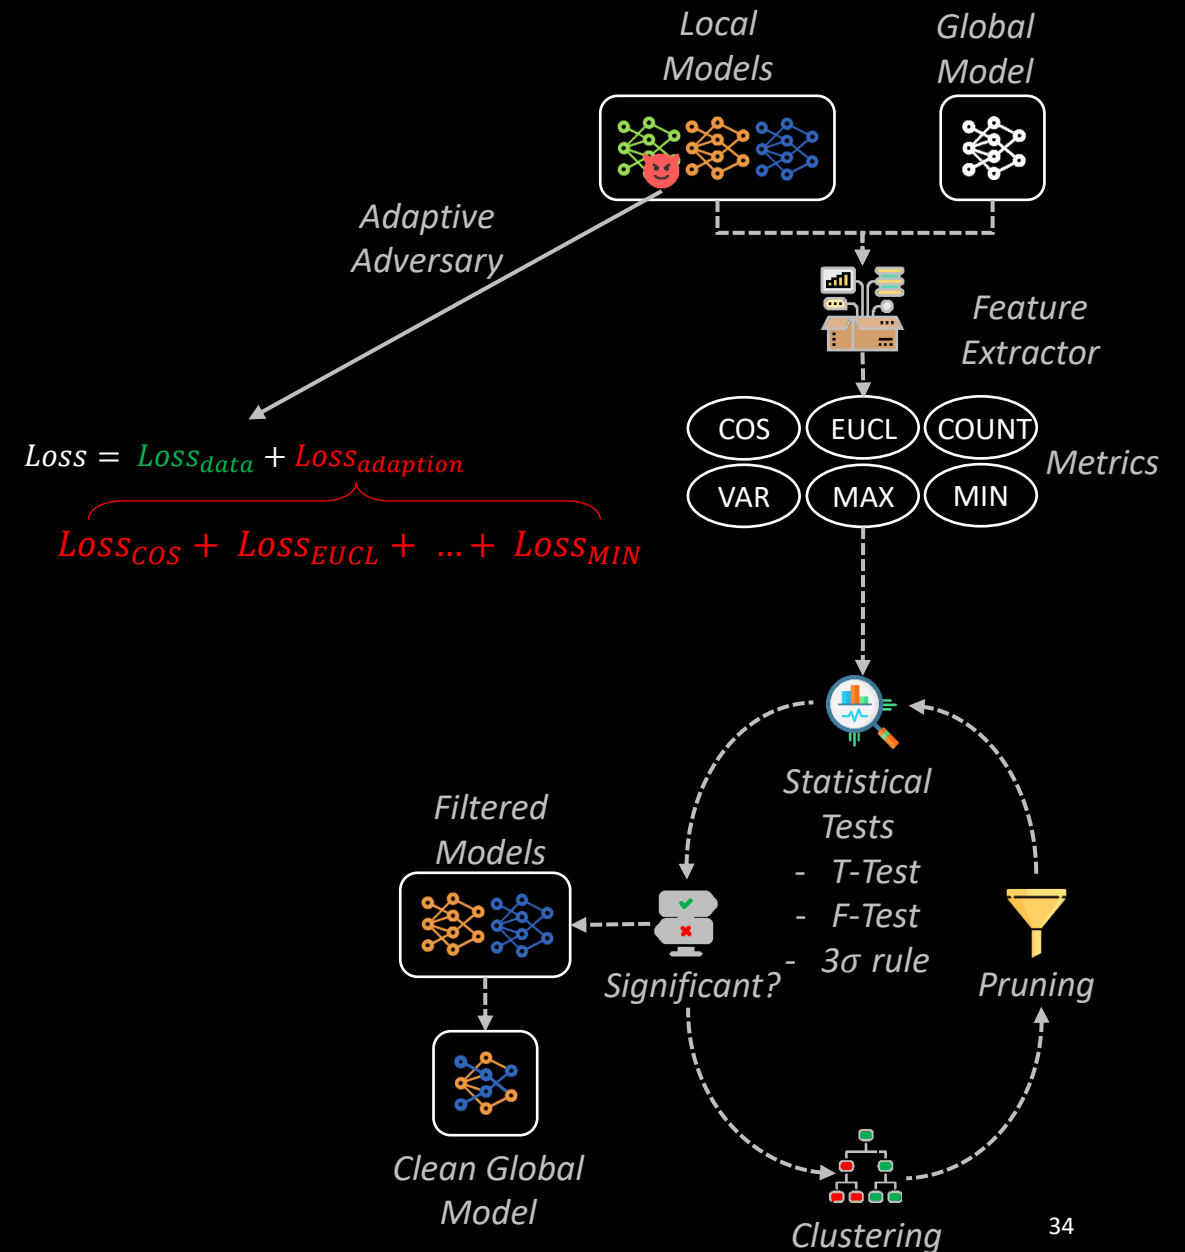 Local
Models
Global
Model
Adaptive
Adversary
Feature
Extractor
COS EUCL COUNT
Metrics
VAR MAX MIN
Loss = Loss_data + Loss_adaption
Loss_COS + Loss_EUCL + … + Loss_MIN
Statistical
Tests
- T-Test
- F-Test
- 3σ rule
Filtered
Models
Significant?
Pruning
Clean Global
Model
Clustering
34